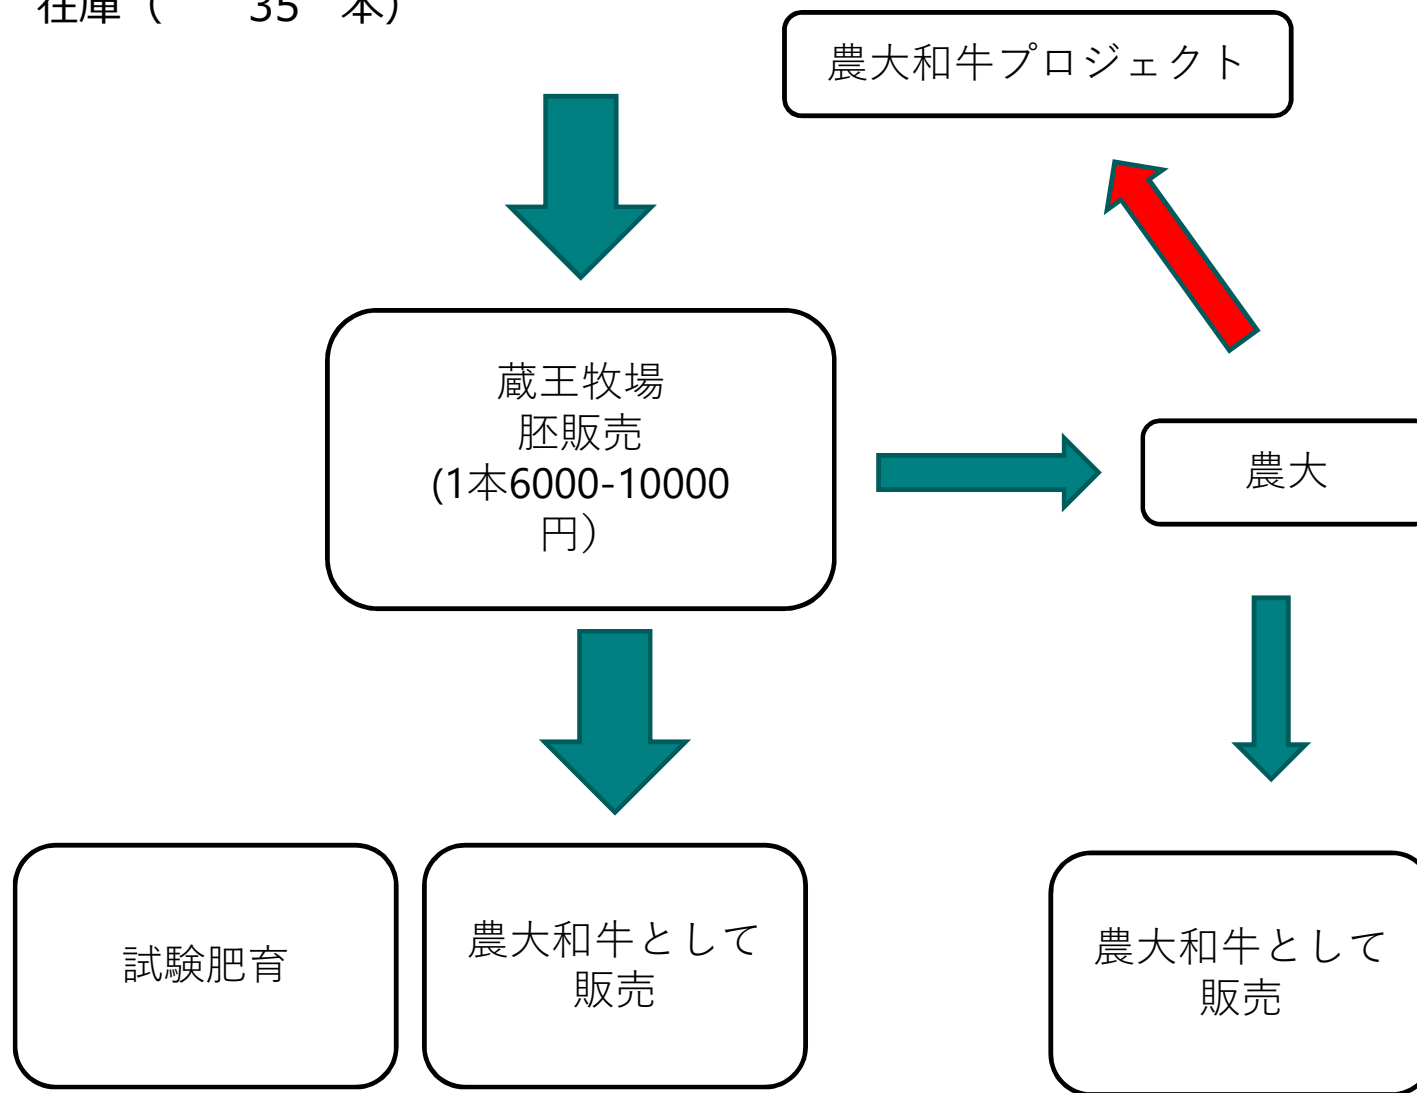 在庫（　　35　本）
農大和牛プロジェクト
蔵王牧場
胚販売
(1本6000-10000
円）
農大
試験肥育
農大和牛として
販売
農大和牛として
販売